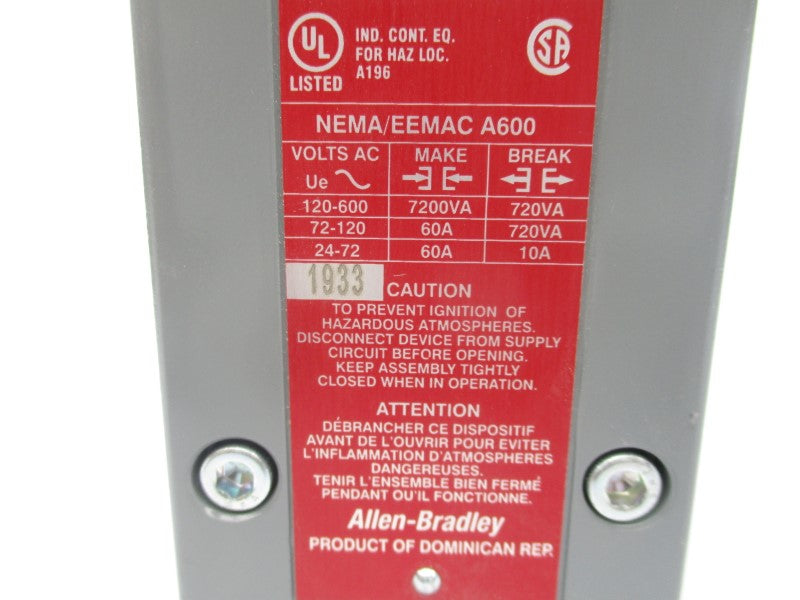 UL
LISTED
IND. CONT. EQ.
FOR HAZ LOC.
A196
SA
NEMA/EEMAC A600
VOLTS AC MAKE BREAK
Ue
120-600 7200VA 720VA
72-120 60A 720VA
24-72 60A 10A
1933 CAUTION
TO PREVENT IGNITION OF
HAZARDOUS ATMOSPHERES.
DISCONNECT DEVICE FROM SUPPLY
CIRCUIT BEFORE OPENING.
KEEP ASSEMBLY TIGHTLY
CLOSED WHEN IN OPERATION.
ATTENTION
DÉBRANCHER CE DISPOSITIF
AVANT DE L'OUVRIR POUR EVITER
L'INFLAMMATION D'ATMOSPHERES
DANGEREUSES.
TENIR L'ENSEMBLE BIEN FERMÉ
PENDANT QU'IL FONCTIONNE.
Allen-Bradley
PRODUCT OF DOMINICAN REP.